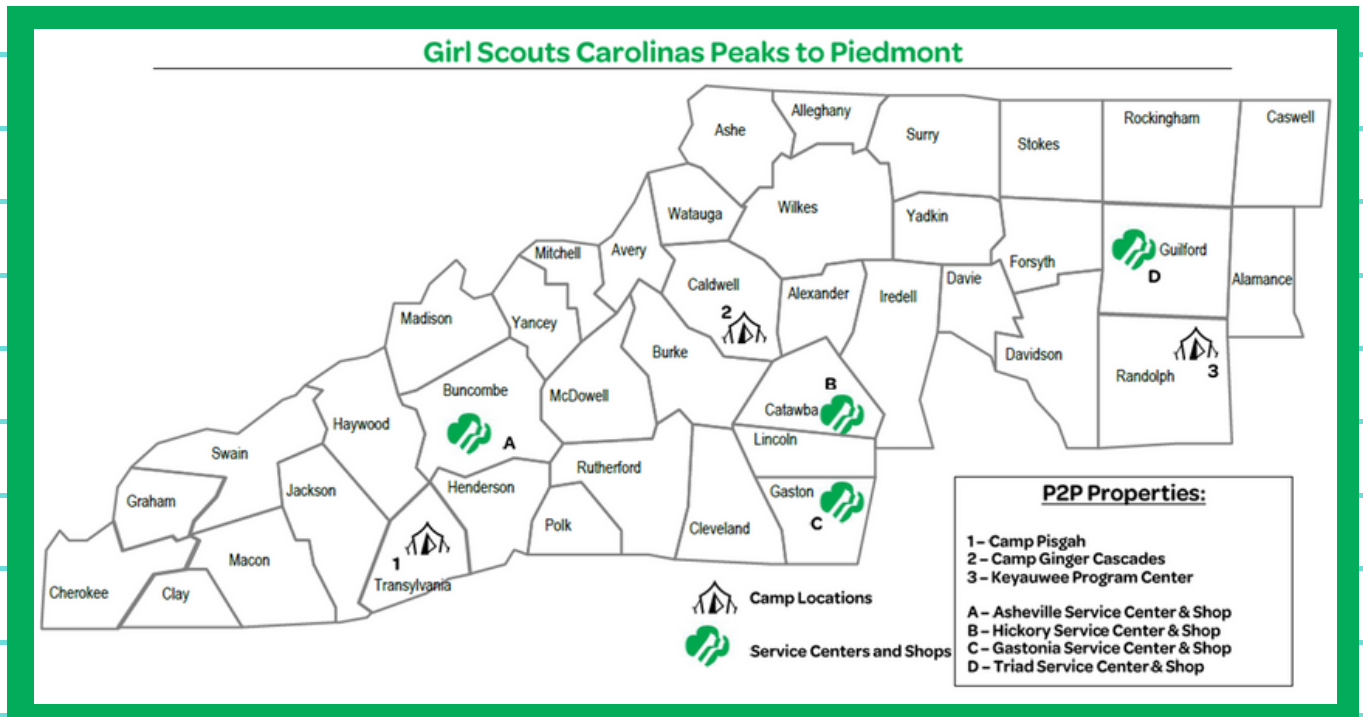 Girl Scouts Carolinas Peaks to Piedmont
Alleghany
Ashe
Surry
Stokes
Rockingham
Caswell
Watauga
Wilkes
Yadkin
Mitchell
Avery
Forsyth
Guilford
D
Alamance
Caldwell
2
Alexander
Iredell
Davie
Madison
Yancey
Burke
Davidson
Randolph
3
Buncombe
A
McDowell
B
Catawba
Haywood
Lincoln
Swain
Rutherford
Graham
Jackson
Henderson
Gaston
C
Polk
Cleveland
Macon
1
Transylvania
Cherokee
Clay
Camp Locations
Service Centers and Shops
P2P Properties:
1 – Camp Pisgah
2 – Camp Ginger Cascades
3 – Keyauwee Program Center
A – Asheville Service Center & Shop
B – Hickory Service Center & Shop
C – Gastonia Service Center & Shop
D – Triad Service Center & Shop